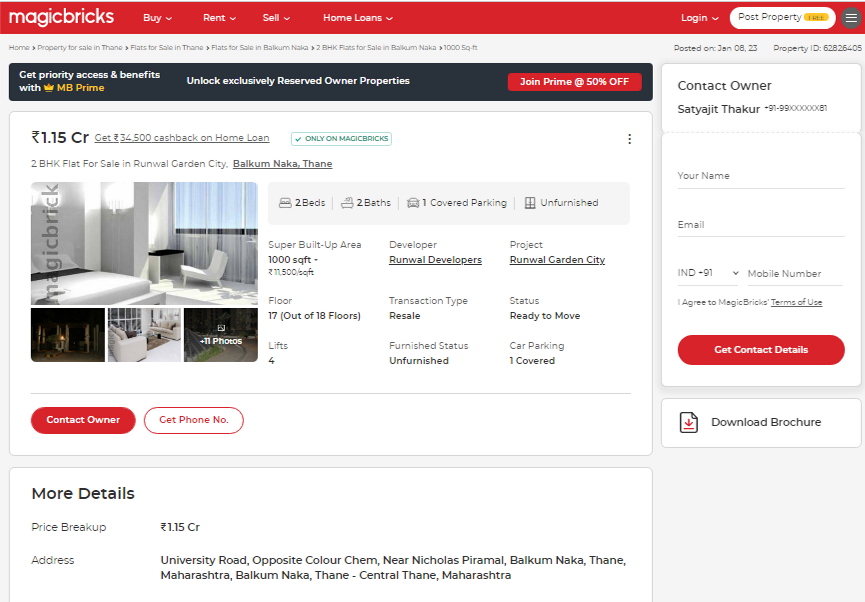 magicbricks
Buy
Rent
Sell
Home Loans
Login
Post Property FREE
Home > Property for sale in Thane > Flats for Sale in Thane > Flats for Sale in Balkum Naka > 2 BHK Flats for Sale in Balkum Naka > 1000 Sq-ft
Posted on: Jan 08, 23 Property ID: 62826405
Get priority access & benefits
with MB Prime
Unlock exclusively Reserved Owner Properties
Join Prime @ 50% OFF
₹1.15 Cr Get ₹34,500 cashback on Home Loan
ONLY ON MAGICBRICKS
2 BHK Flat For Sale in Runwal Garden City, Balkum Naka, Thane
magicbrick
+11 Photos
2 Beds
2 Baths
1 Covered Parking
Unfurnished
Super Built-Up Area
1000 sqft -
₹11,500/sqft
Developer
Runwal Developers
Project
Runwal Garden City
Floor
17 (Out of 18 Floors)
Transaction Type
Resale
Status
Ready to Move
Lifts
4
Furnished Status
Unfurnished
Car Parking
1 Covered
Contact Owner
Get Phone No.
Contact Owner
Satyajit Thakur +91-99XXXXXX81
Your Name
Email
IND +91
Mobile Number
I Agree to MagicBricks' Terms of Use
Get Contact Details
Download Brochure
More Details
Price Breakup ₹1.15 Cr
Address
University Road, Opposite Colour Chem, Near Nicholas Piramal, Balkum Naka, Thane,
Maharashtra, Balkum Naka, Thane - Central Thane, Maharashtra